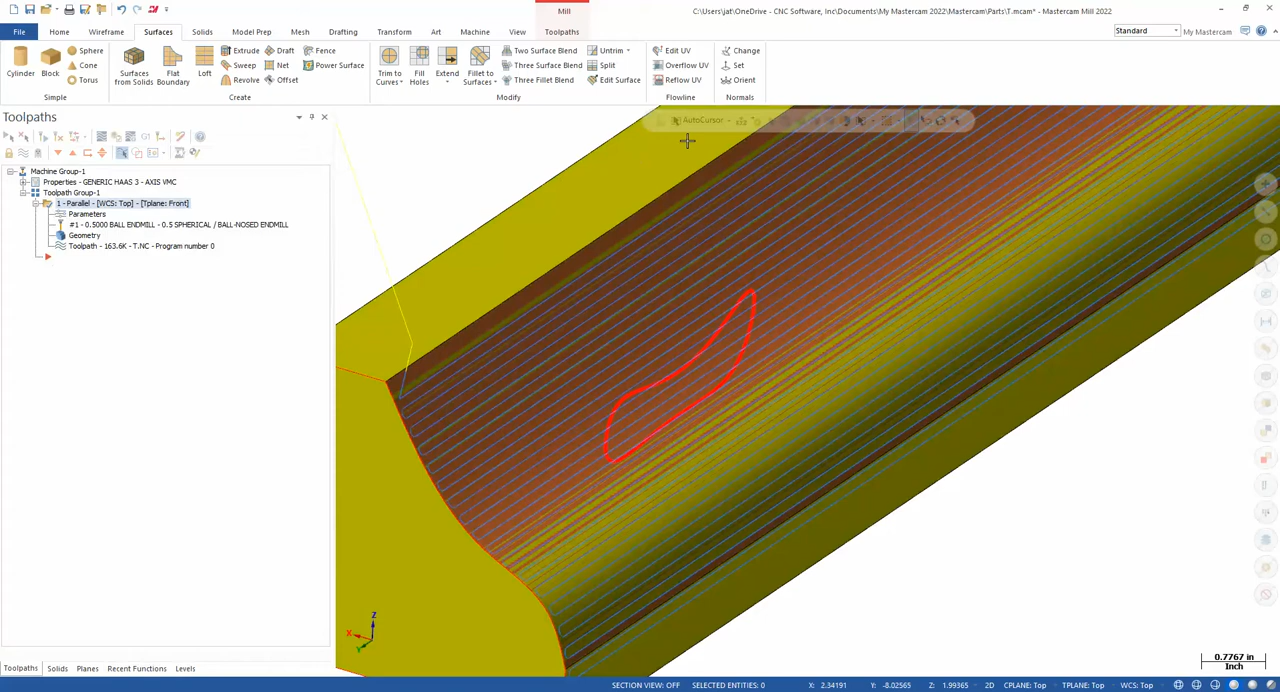 Mill
C:\Users\jat\OneDrive - CNC Software, Inc\Documents\My Mastercam 2022\Mastercam\Parts\T.mcam* - Mastercam Mill 2022
File Home Wireframe Surfaces Solids Model Prep Mesh Drafting Transform Art Machine View Toolpaths
Standard My Mastercam
Cylinder Block Sphere Cone Torus
Simple
Surfaces from Solids Flat Boundary Loft Extrude Sweep Revolve Draft Net Offset Fence Power Surface
Create
Trim to Curves Fill Holes Extend Fillet to Surfaces Two Surface Blend Three Surface Blend Three Fillet Blend Untrim Split Edit Surface
Modify
Edit UV Overflow UV Reflow UV
Flowline
Change Set Orient
Normals
Toolpaths
AutoCursor
G1
Machine Group-1
Properties - GENERIC HAAS 3 - AXIS VMC
Toolpath Group-1
1 - Parallel - [WCS: Top] - [Tplane: Front]
Parameters
#1 - 0.5000 BALL ENDMILL - 0.5 SPHERICAL / BALL-NOSED ENDMILL
Geometry
Toolpath - 163.6K - T.NC - Program number 0
Z
X
Y
0.7767 in
Inch
Toolpaths Solids Planes Recent Functions Levels
SECTION VIEW: OFF SELECTED ENTITIES: 0 X: 2.34191 Y: -8.02565 Z: 1.99365 2D CPLANE: Top TPLANE: Top WCS: Top